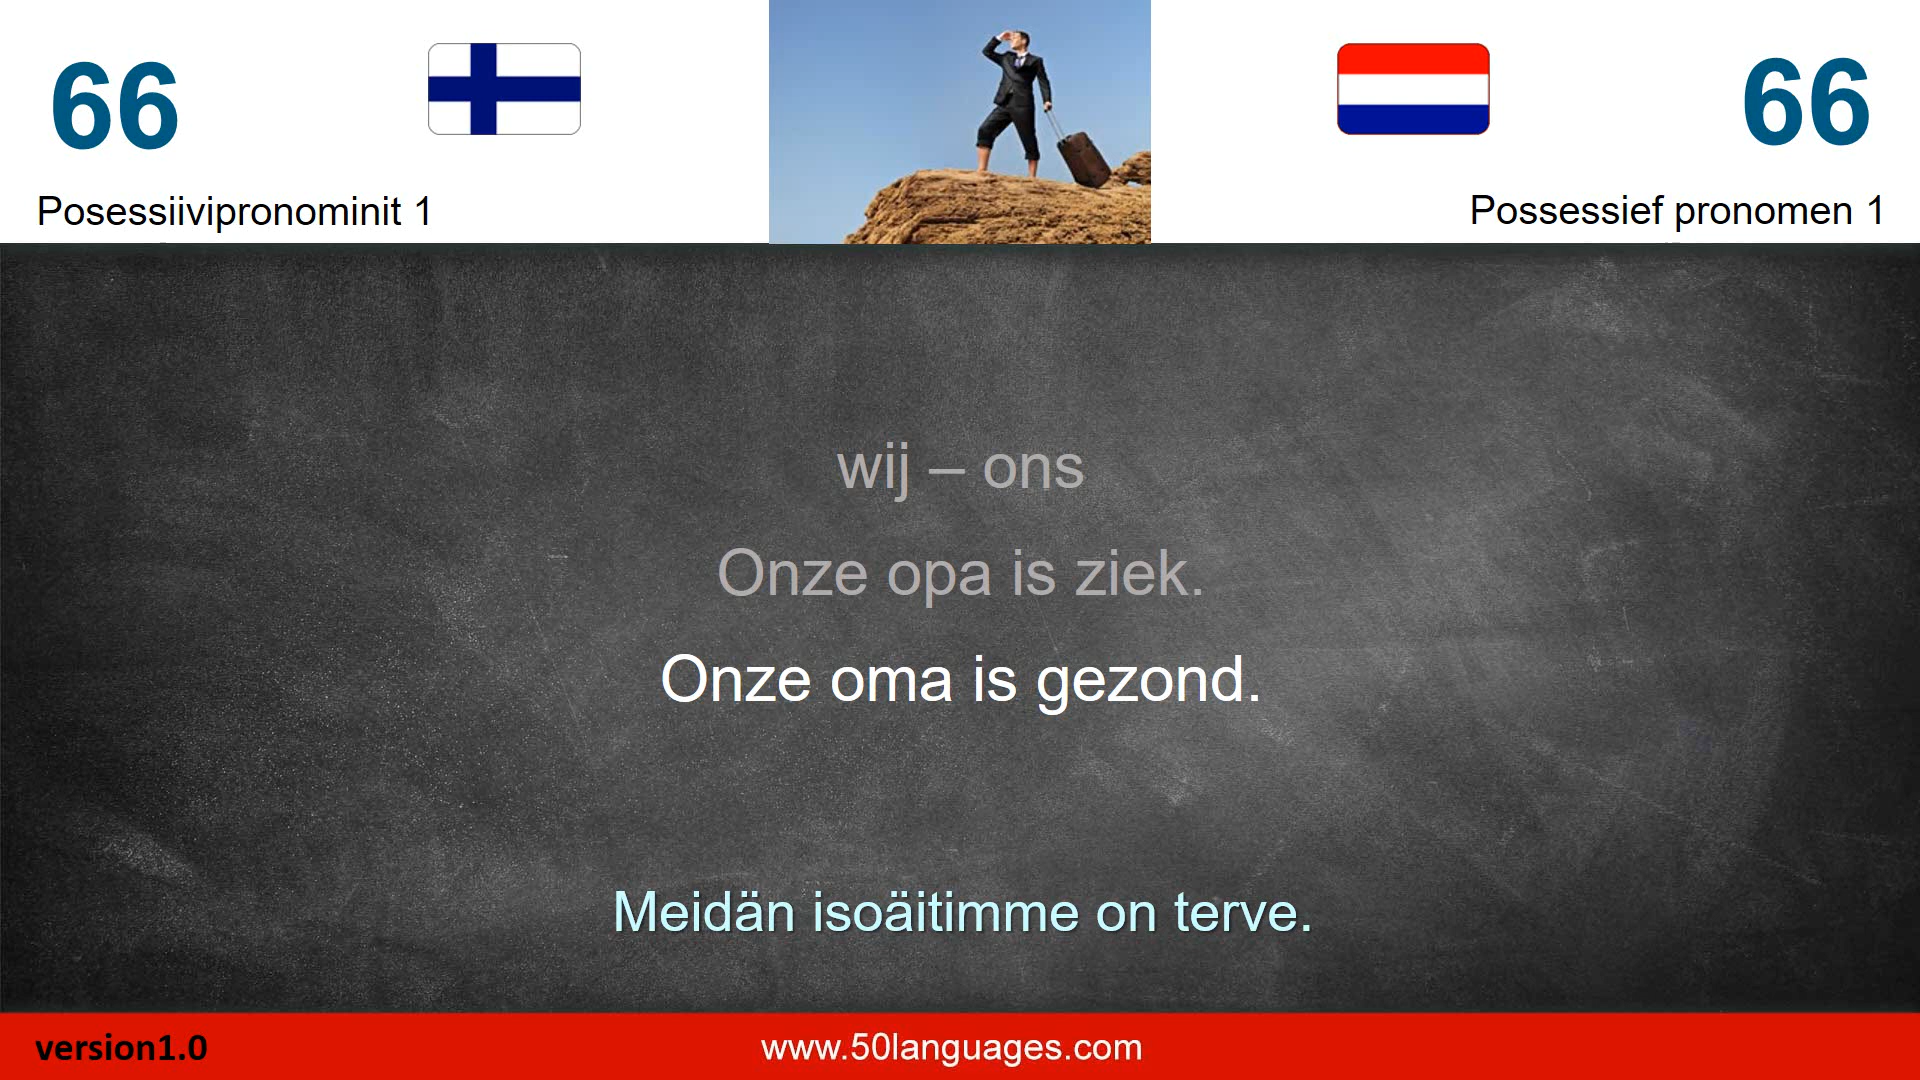 66
66
Posessiivipronominit 1
Possessief pronomen 1
wij – ons
Onze opa is ziek.
Onze oma is gezond.
Meidän isoäitimme on terve.
version1.0
www.50languages.com